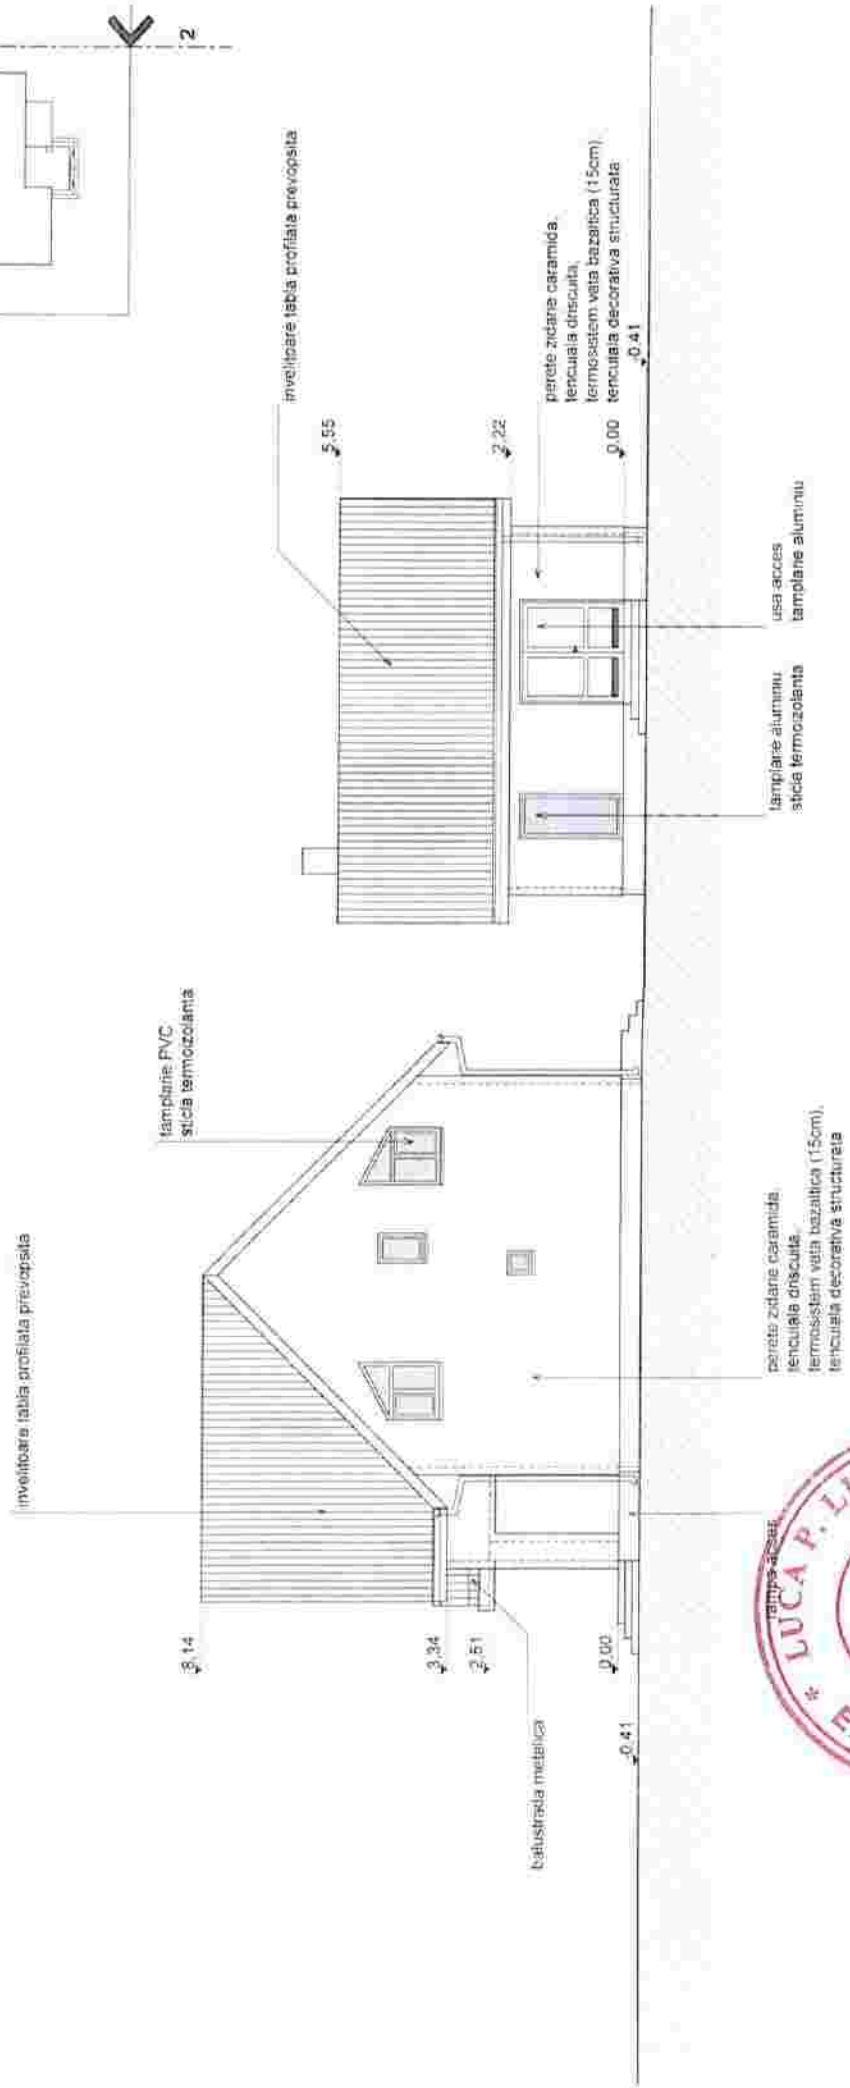 2
invelitoare tabla profilata prevopsita
tamplarie PVC
sticla termoizolanta
invelitoare tabla profilata prevopsita
8,14
3,34
2,51
0,00
-0,41
balustrada metalica
5,55
2,22
0,00
-0,41
perete zidarie caramida,
tencuiala driscuita,
termosistem vata bazaltica (15cm),
tencuiala decorativa structurata
rampa acces
perete zidarie caramida,
tencuiala driscuita,
termosistem vata bazaltica (15cm),
tencuiala decorativa structurata
tamplarie aluminiu
sticla termoizolanta
usa acces
tamplarie aluminiu
* LUCA P.